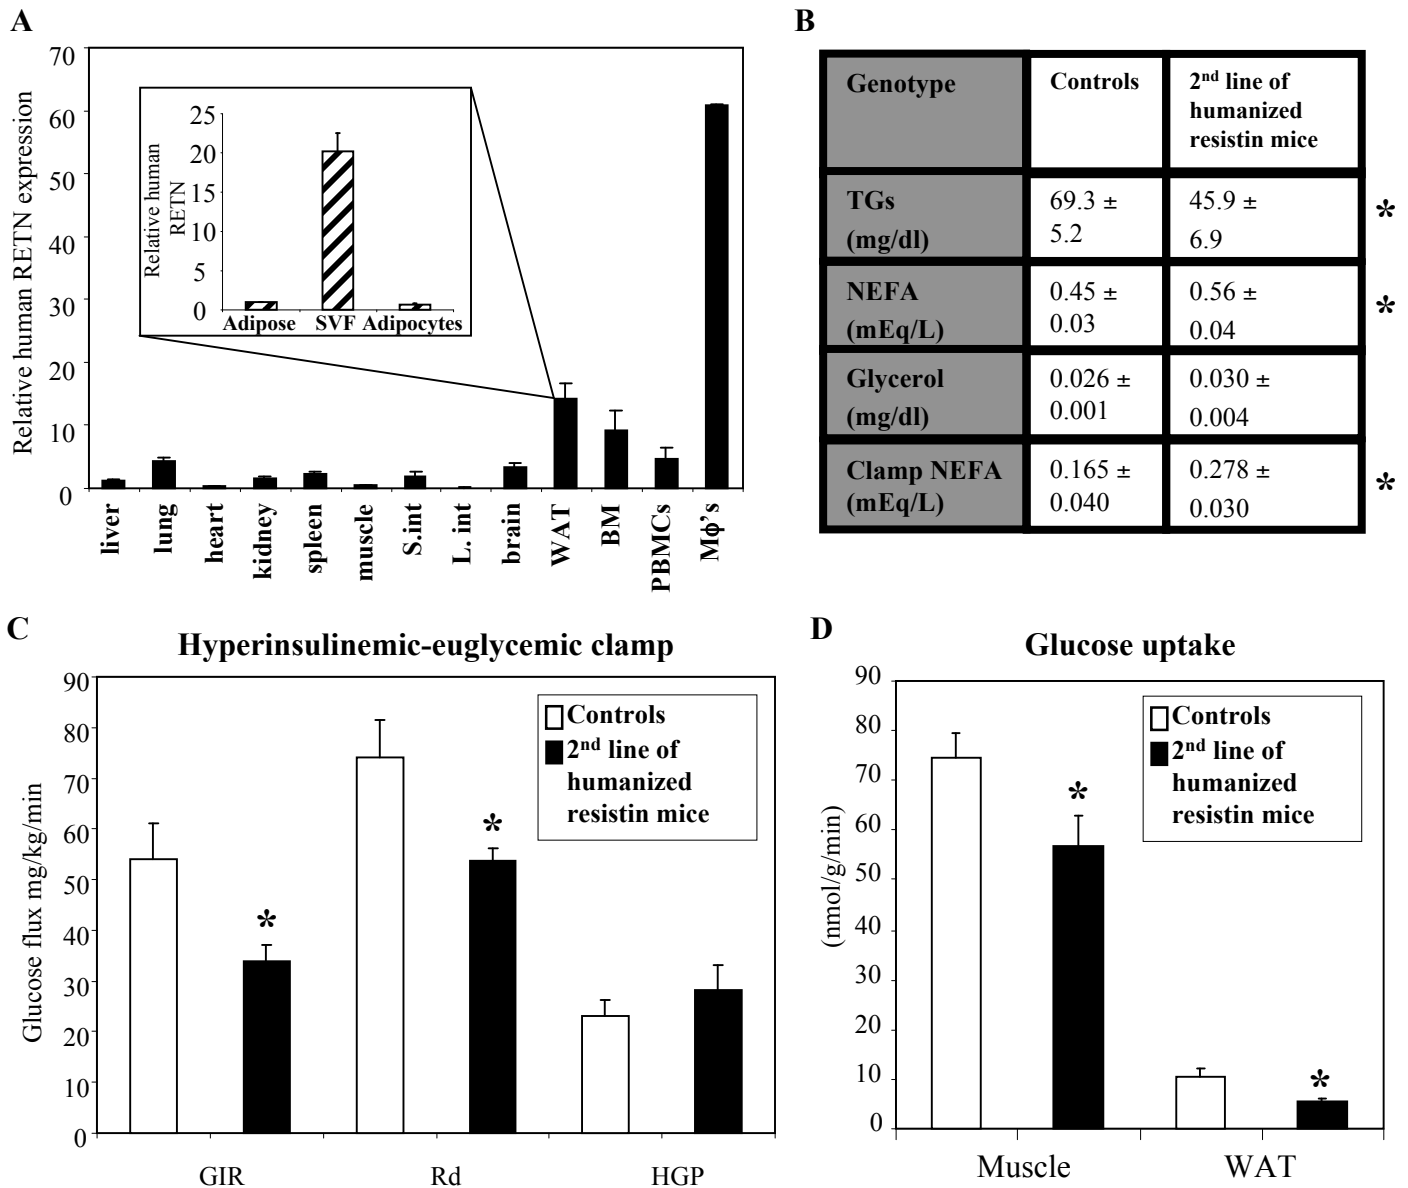 A
Relative human RETN expression
70
60
50
40
30
20
10
0
Relative human
RETN
25
20
15
10
5
0
Adipose SVF Adipocytes
liver
lung
heart
kidney
spleen
muscle
S.int
L. int
brain
WAT
BM
PBMCs
Mϕ's
B
Genotype
Controls
2nd line of
humanized
resistin mice
TGs
(mg/dl)
69.3 ±
5.2
45.9 ±
6.9
*
NEFA
(mEq/L)
0.45 ±
0.03
0.56 ±
0.04
*
Glycerol
(mg/dl)
0.026 ±
0.001
0.030 ±
0.004
Clamp NEFA
(mEq/L)
0.165 ±
0.040
0.278 ±
0.030
*
C
Hyperinsulinemic-euglycemic clamp
Glucose flux mg/kg/min
90
80
70
60
50
40
30
20
10
0
Controls
2nd line of
humanized
resistin mice
*
*
GIR Rd HGP
D
Glucose uptake
(nmol/g/min)
90
80
70
60
50
40
30
20
10
0
Controls
2nd line of
humanized
resistin mice
*
*
Muscle WAT